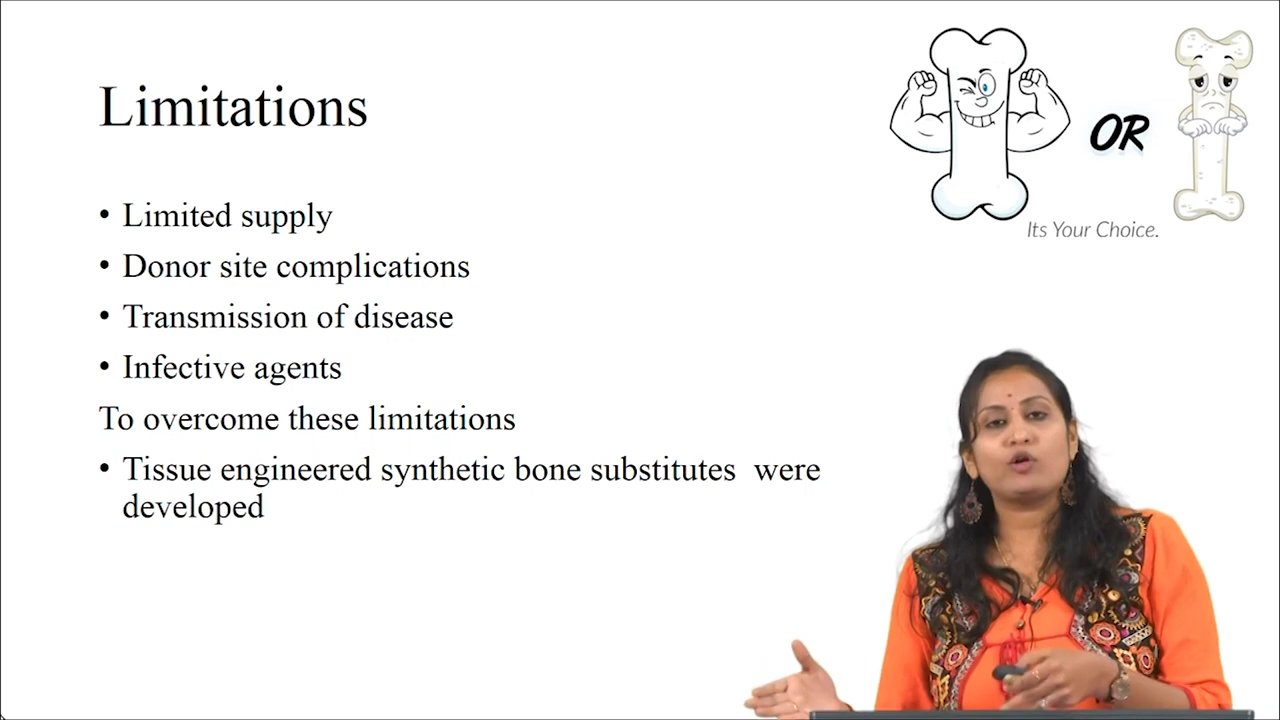 Limitations
OR
Its Your Choice.
• Limited supply
• Donor site complications
• Transmission of disease
• Infective agents
To overcome these limitations
• Tissue engineered synthetic bone substitutes  were
developed